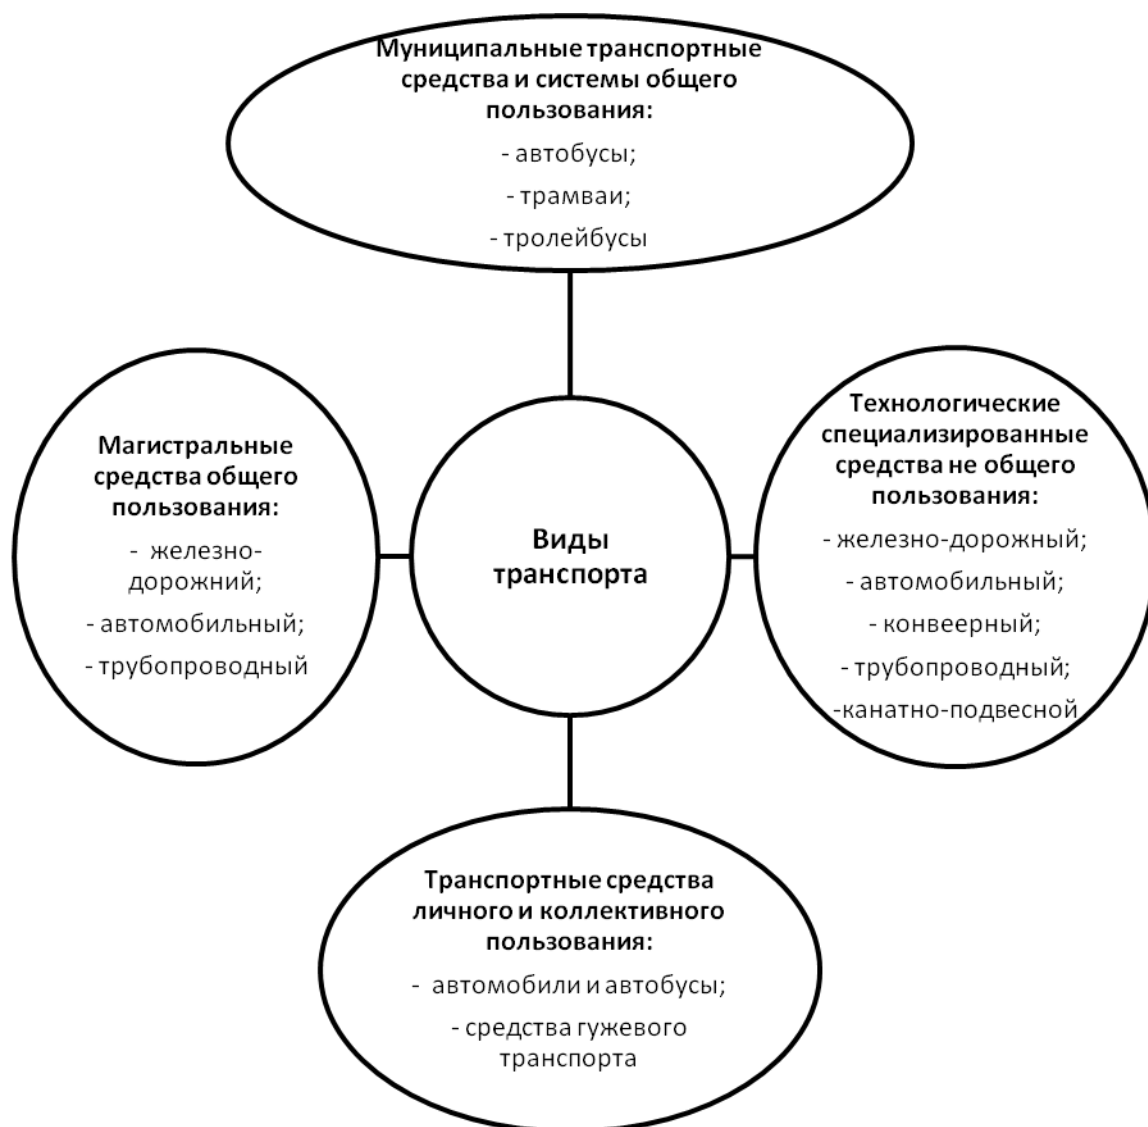 Муниципальные транспортные
средства и системы общего
пользования:
- автобусы;
- трамваи;
- тролейбусы
Магистральные
средства общего
пользования:
- железно-
дорожний;
- автомобильный;
- трубопроводный
Виды
транспорта
Технологические
специализированные
средства не общего
пользования:
- железно-дорожный;
- автомобильный;
- конвеерный;
- трубопроводный;
-канатно-подвесной
Транспортные средства
личного и коллективного
пользования:
- автомобили и автобусы;
- средства гужевого
транспорта